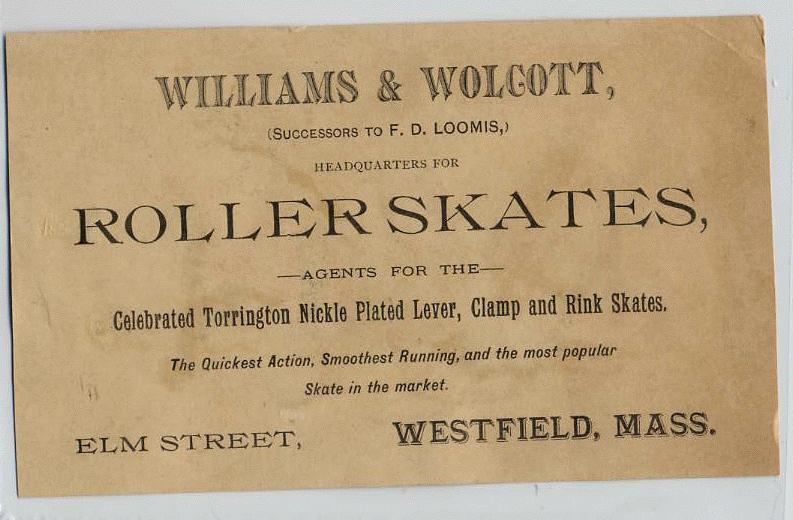 WILLIAMS & WOLCOTT,
(SUCCESSORS TO F. D. LOOMIS,)
HEADQUARTERS FOR
ROLLER SKATES,
—AGENTS FOR THE—
Celebrated Torrington Nickle Plated Lever, Clamp and Rink Skates.
The Quickest Action, Smoothest Running, and the most popular
Skate in the market.
ELM STREET, WESTFIELD, MASS.